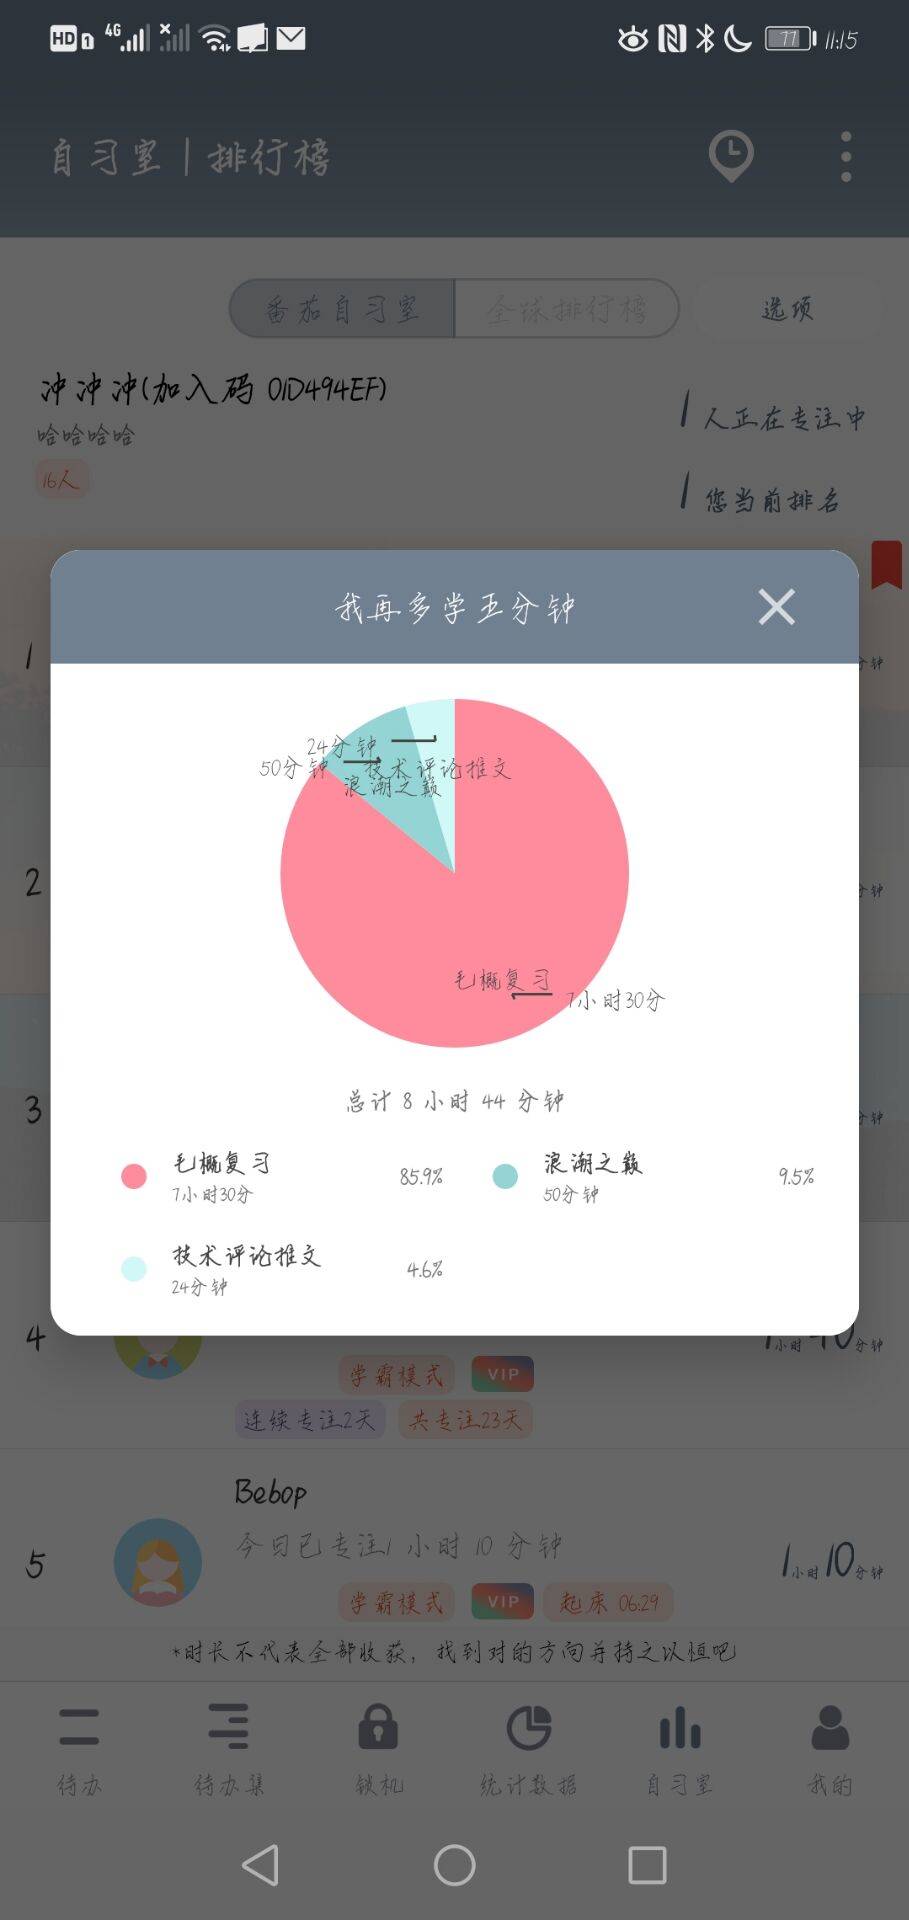 HD 1 4G 77 11:15
自习室 | 排行榜
番茄自习室 全球排行榜 选项
冲冲冲(加入码 01D494EF)
哈哈哈哈
1 人正在专注中
16人
1 您当前排名
我再多学五分钟
1
分钟
24分钟
50分钟 技术评论推文
浪潮之巅
2
分钟
毛概复习
7小时30分
总计 8 小时 44 分钟
3
分钟
毛概复习 85.9%
7小时30分
浪潮之巅 9.5%
50分钟
技术评论推文 4.6%
24分钟
4
小时 分钟
学霸模式 VIP
连续专注2天 共专注23天
Bebop
5
今日已专注1 小时 10 分钟
1小时10分钟
学霸模式 VIP 起床 06:29
*时长不代表全部收获，找到对的方向并持之以恒吧
待办 待办集 锁机 统计数据 自习室 我的